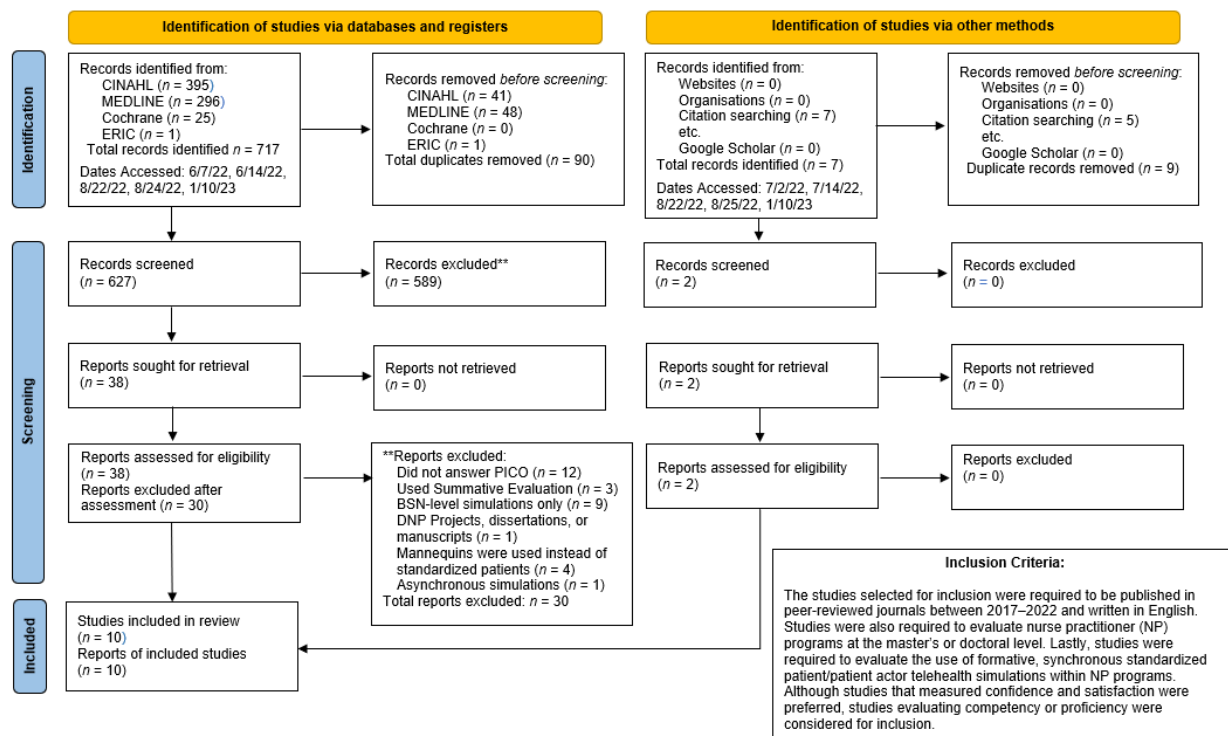 Identification of studies via databases and registers
Identification of studies via other methods
Identification
Records identified from:
CINAHL (n = 395)
MEDLINE (n = 296)
Cochrane (n = 25)
ERIC (n = 1)
Total records identified n = 717
Dates Accessed: 6/7/22, 6/14/22,
8/22/22, 8/24/22, 1/10/23
Records removed before screening:
CINAHL (n = 41)
MEDLINE (n = 48)
Cochrane (n = 0)
ERIC (n = 1)
Total duplicates removed (n = 90)
Records identified from:
Websites (n = 0)
Organisations (n = 0)
Citation searching (n = 7)
etc.
Google Scholar (n = 0)
Total records identified (n = 7)
Dates Accessed: 7/2/22, 7/14/22,
8/22/22, 8/25/22, 1/10/23
Records removed before screening:
Websites (n = 0)
Organisations (n = 0)
Citation searching (n = 5)
etc.
Google Scholar (n = 0)
Duplicate records removed (n = 9)
Screening
Records screened
(n = 627)
Records excluded**
(n = 589)
Records screened
(n = 2)
Records excluded
(n = 0)
Reports sought for retrieval
(n = 38)
Reports not retrieved
(n = 0)
Reports sought for retrieval
(n = 2)
Reports not retrieved
(n = 0)
Reports assessed for eligibility
(n = 38)
Reports excluded after
assessment (n = 30)
**Reports excluded:
Did not answer PICO (n = 12)
Used Summative Evaluation (n = 3)
BSN-level simulations only (n = 9)
DNP Projects, dissertations, or
manuscripts (n = 1)
Mannequins were used instead of
standardized patients (n = 4)
Asynchronous simulations (n = 1)
Total reports excluded: n = 30
Reports assessed for eligibility
(n = 2)
Reports excluded
(n = 0)
Included
Studies included in review
(n = 10)
Reports of included studies
(n = 10)
Inclusion Criteria:
The studies selected for inclusion were required to be published in
peer-reviewed journals between 2017–2022 and written in English.
Studies were also required to evaluate nurse practitioner (NP)
programs at the master's or doctoral level. Lastly, studies were
required to evaluate the use of formative, synchronous standardized
patient/patient actor telehealth simulations within NP programs.
Although studies that measured confidence and satisfaction were
preferred, studies evaluating competency or proficiency were
considered for inclusion.